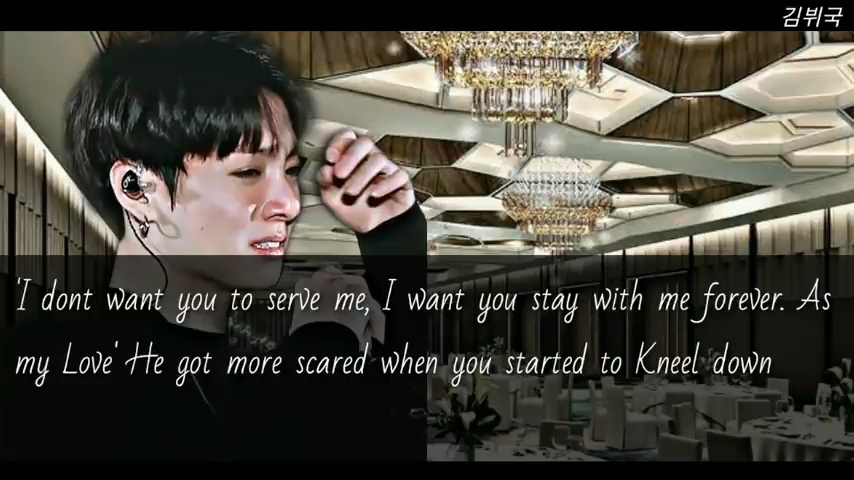 김뷔국
'I dont want you to serve me, I want you stay with me forever. As
my Love' He got more scared when you started to Kneel down